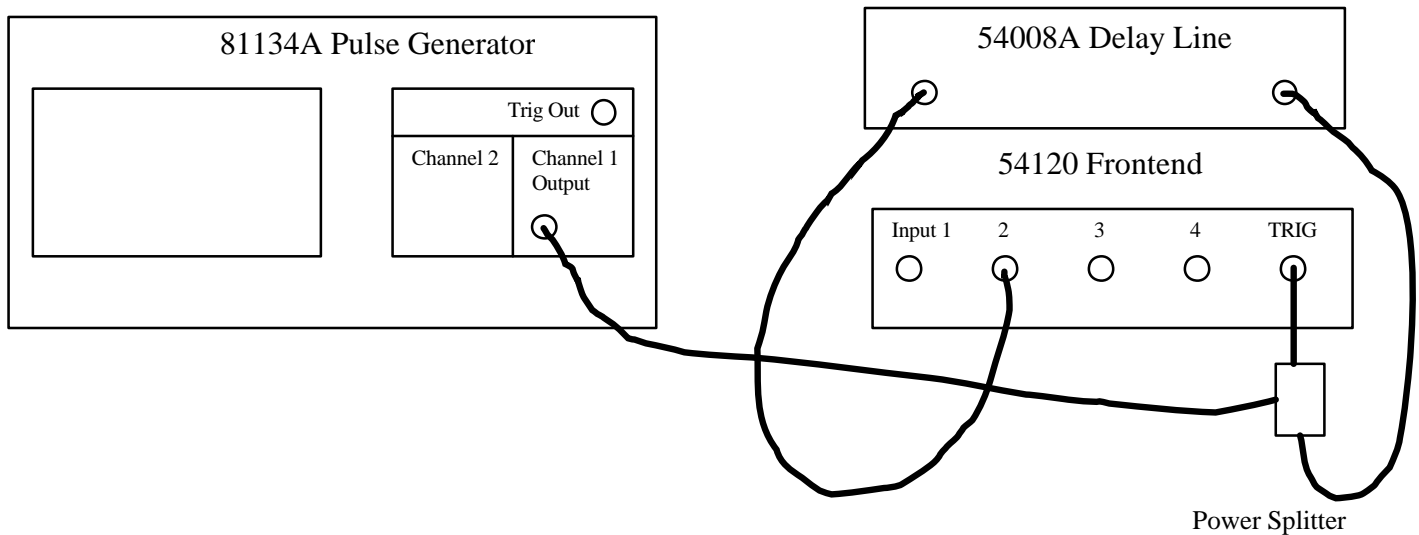 81134A Pulse Generator
Trig Out
Channel 2
Channel 1
Output
54008A Delay Line
54120 Frontend
Input 1 2 3 4 TRIG
Power Splitter